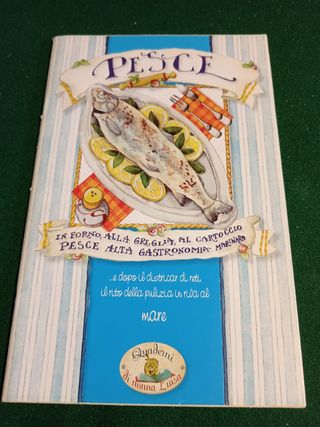 PESCE
IN FORNO, ALLA GRIGLIA, AL CARTOCCIO
PESCE ALTA GASTRONOMIA MARINARA
...e dopo il districar di reti
il rito della pulizia in riva al
mare
Quaderni
di nonna Luisa